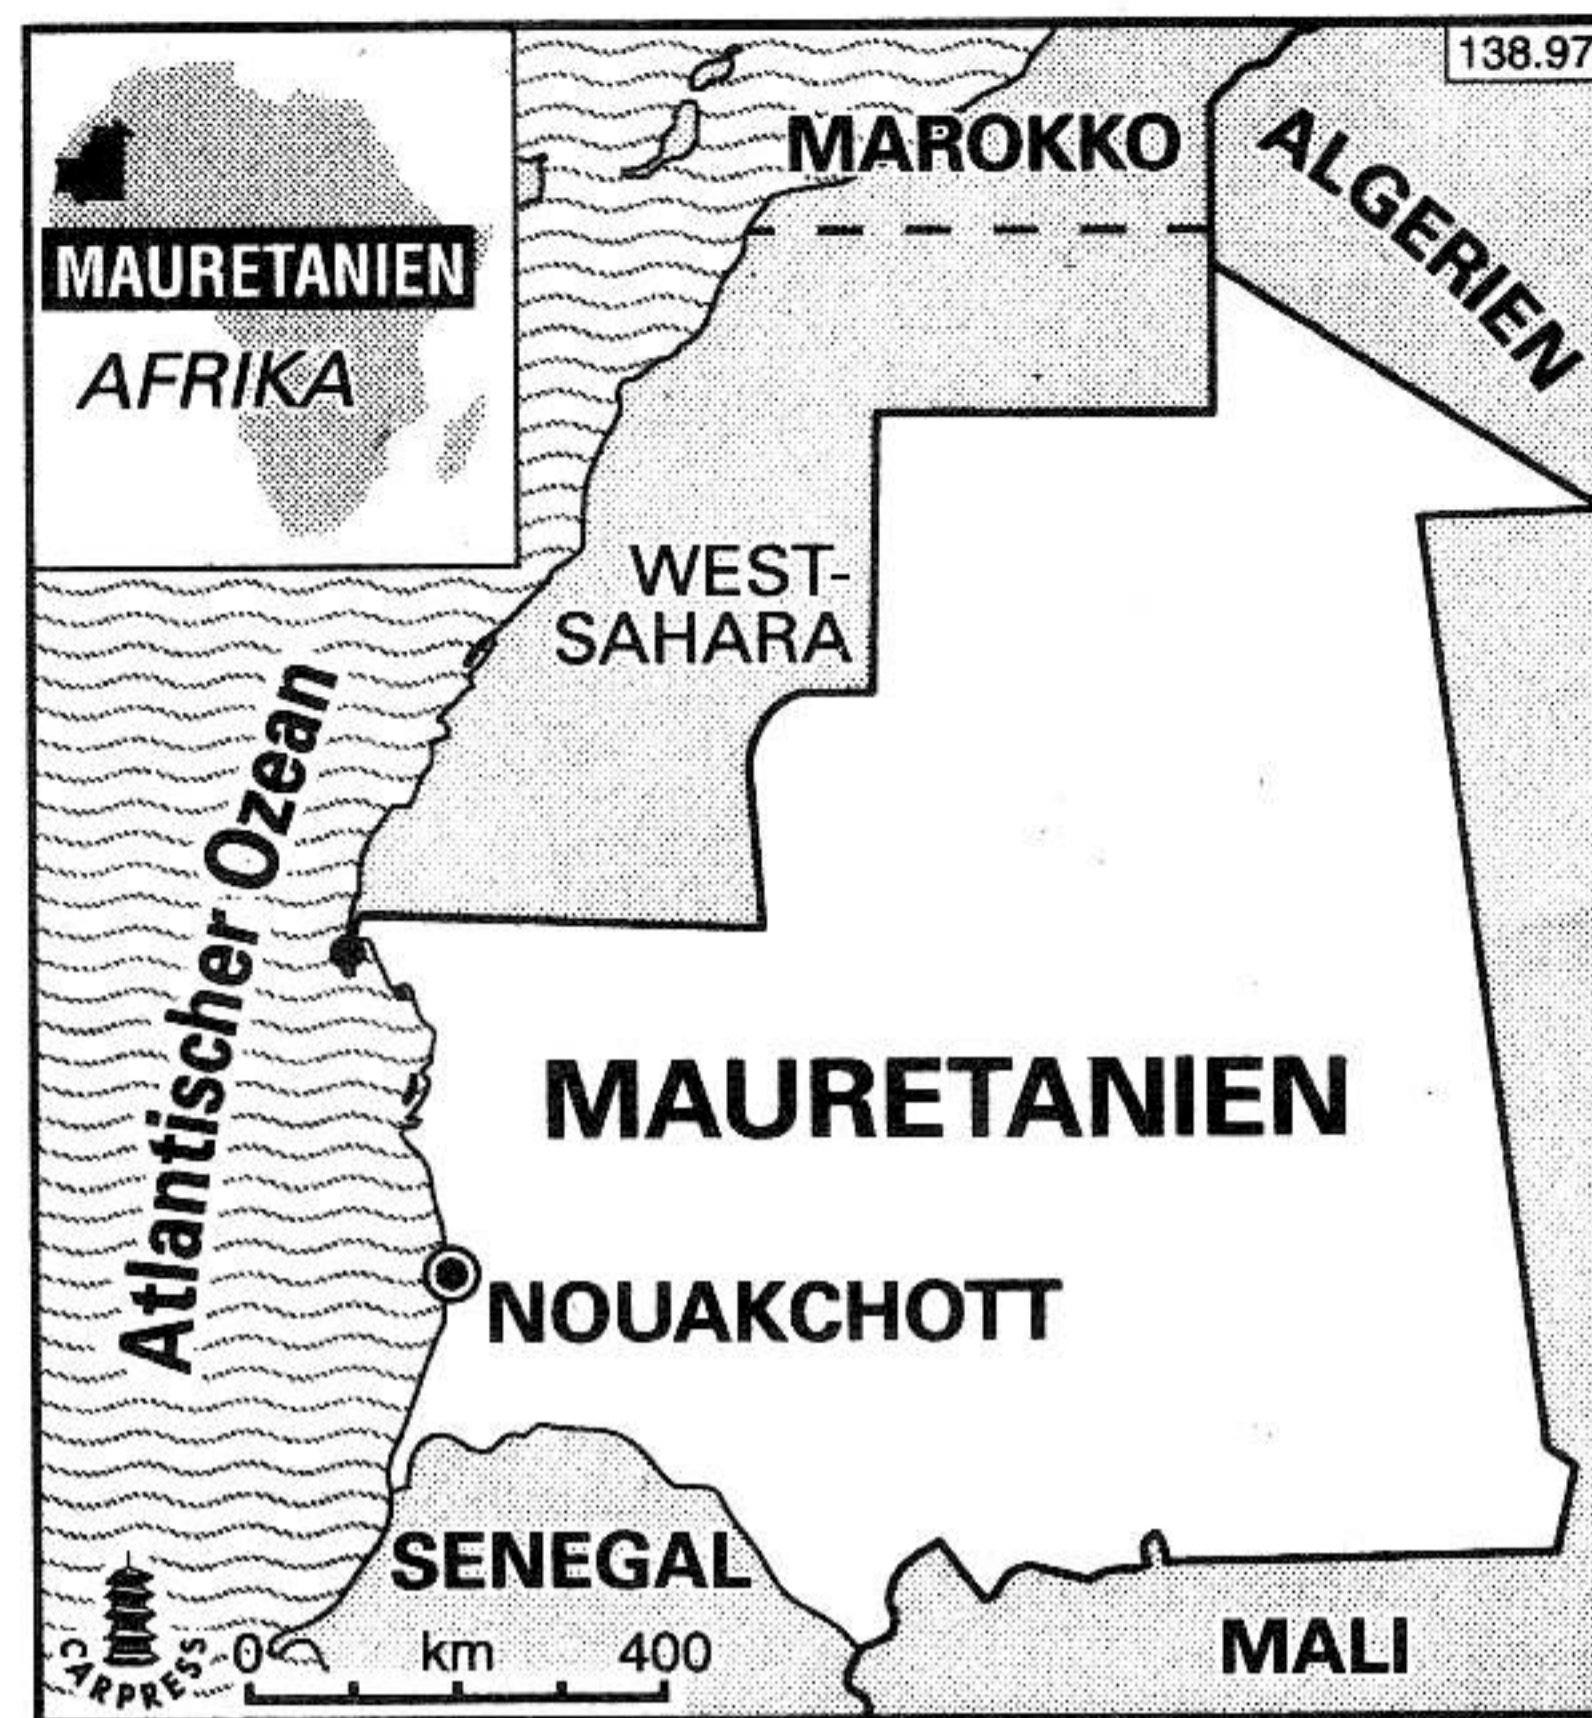 138.97
MAROKKO
ALGERIEN
MAURETANIEN
AFRIKA
WEST-
SAHARA
Atlantischer Ozean
MAURETANIEN
NOUAKCHOTT
SENEGAL
MALI
0 km 400
CARPRESS